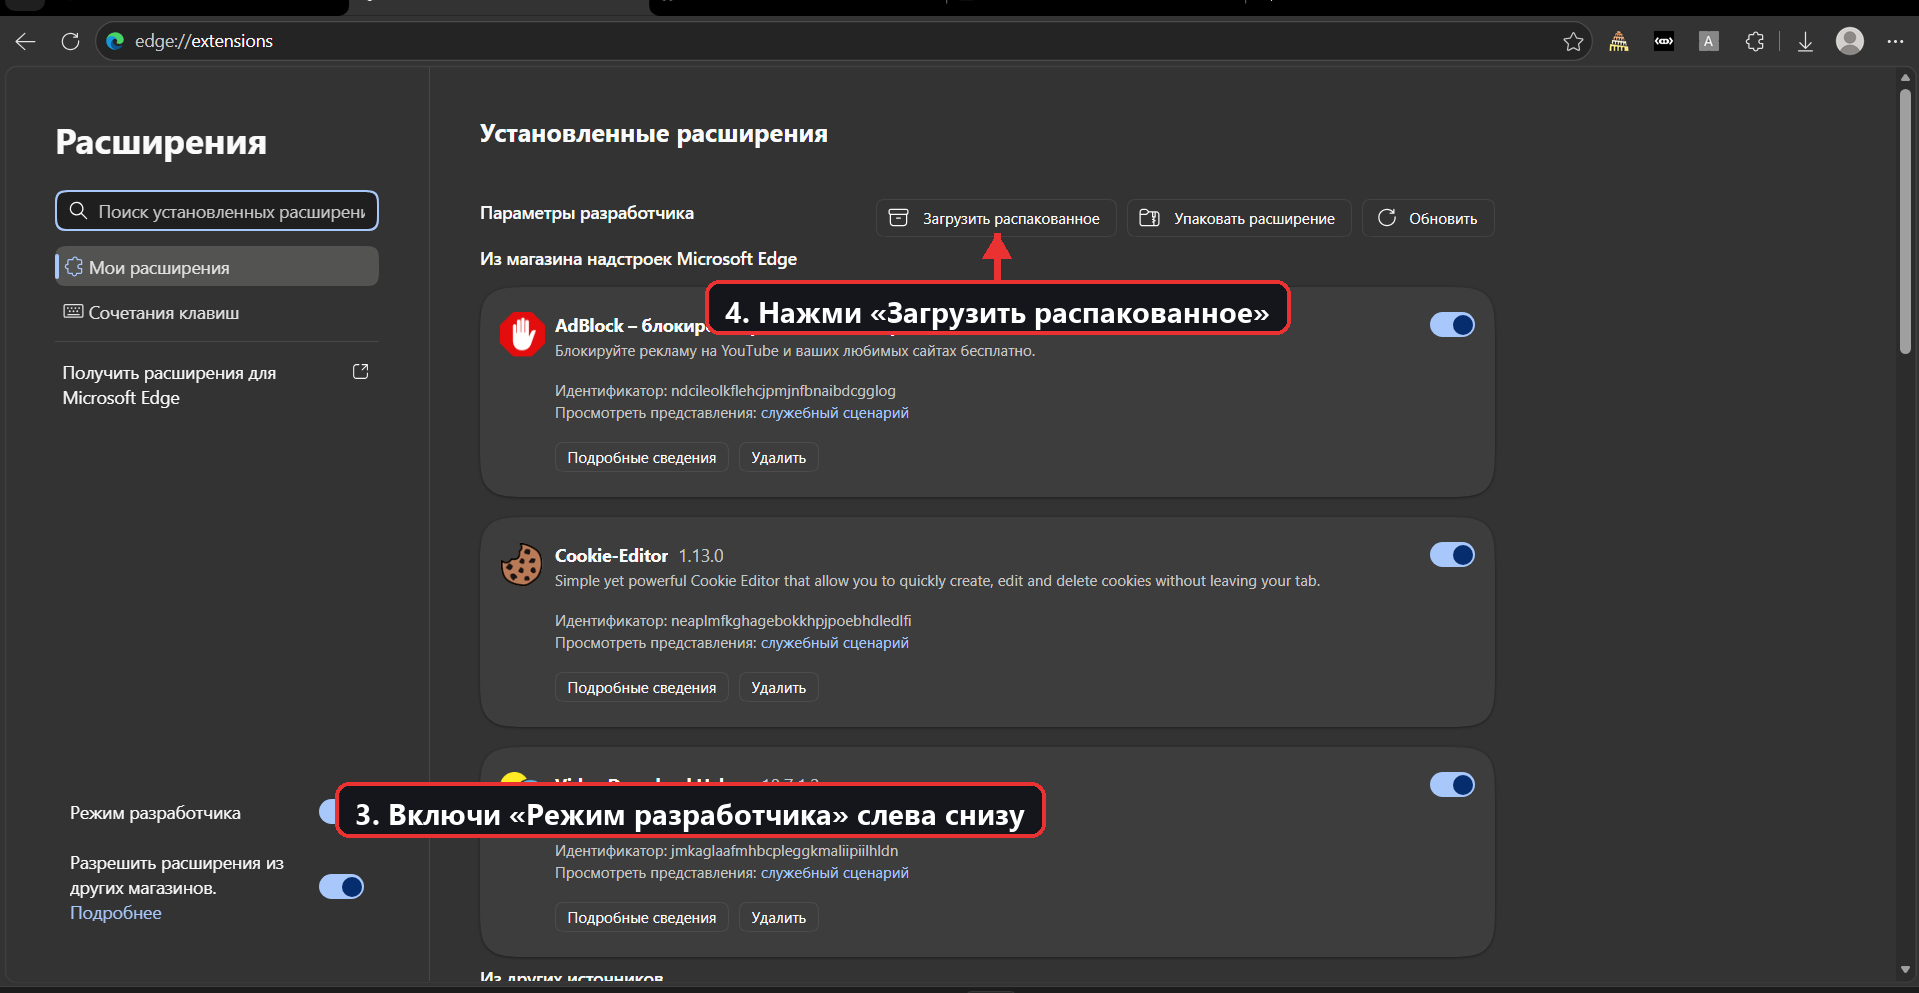 edge://extensions
A
Расширения
Поиск установленных расширени
Мои расширения
Сочетания клавиш
Получить расширения для
Microsoft Edge
Режим разработчика
Разрешить расширения из
других магазинов.
Подробнее
Установленные расширения
Параметры разработчика
Загрузить распакованное
Упаковать расширение
Обновить
Из магазина надстроек Microsoft Edge
4. Нажми «Загрузить распакованное»
AdBlock – блокир
Блокируйте рекламу на YouTube и ваших любимых сайтах бесплатно.
Идентификатор: ndcileolkflehcjpmjnfbnaibdcgglog
Просмотреть представления: служебный сценарий
Подробные сведения
Удалить
Cookie-Editor 1.13.0
Simple yet powerful Cookie Editor that allow you to quickly create, edit and delete cookies without leaving your tab.
Идентификатор: neaplmfkghagebokkhpjpoebhdledlfi
Просмотреть представления: служебный сценарий
Подробные сведения
Удалить
3. Включи «Режим разработчика» слева снизу
Идентификатор: jmkaglaafmhbcpleggkmaliipiilhldn
Просмотреть представления: служебный сценарий
Подробные сведения
Удалить
Из других источников